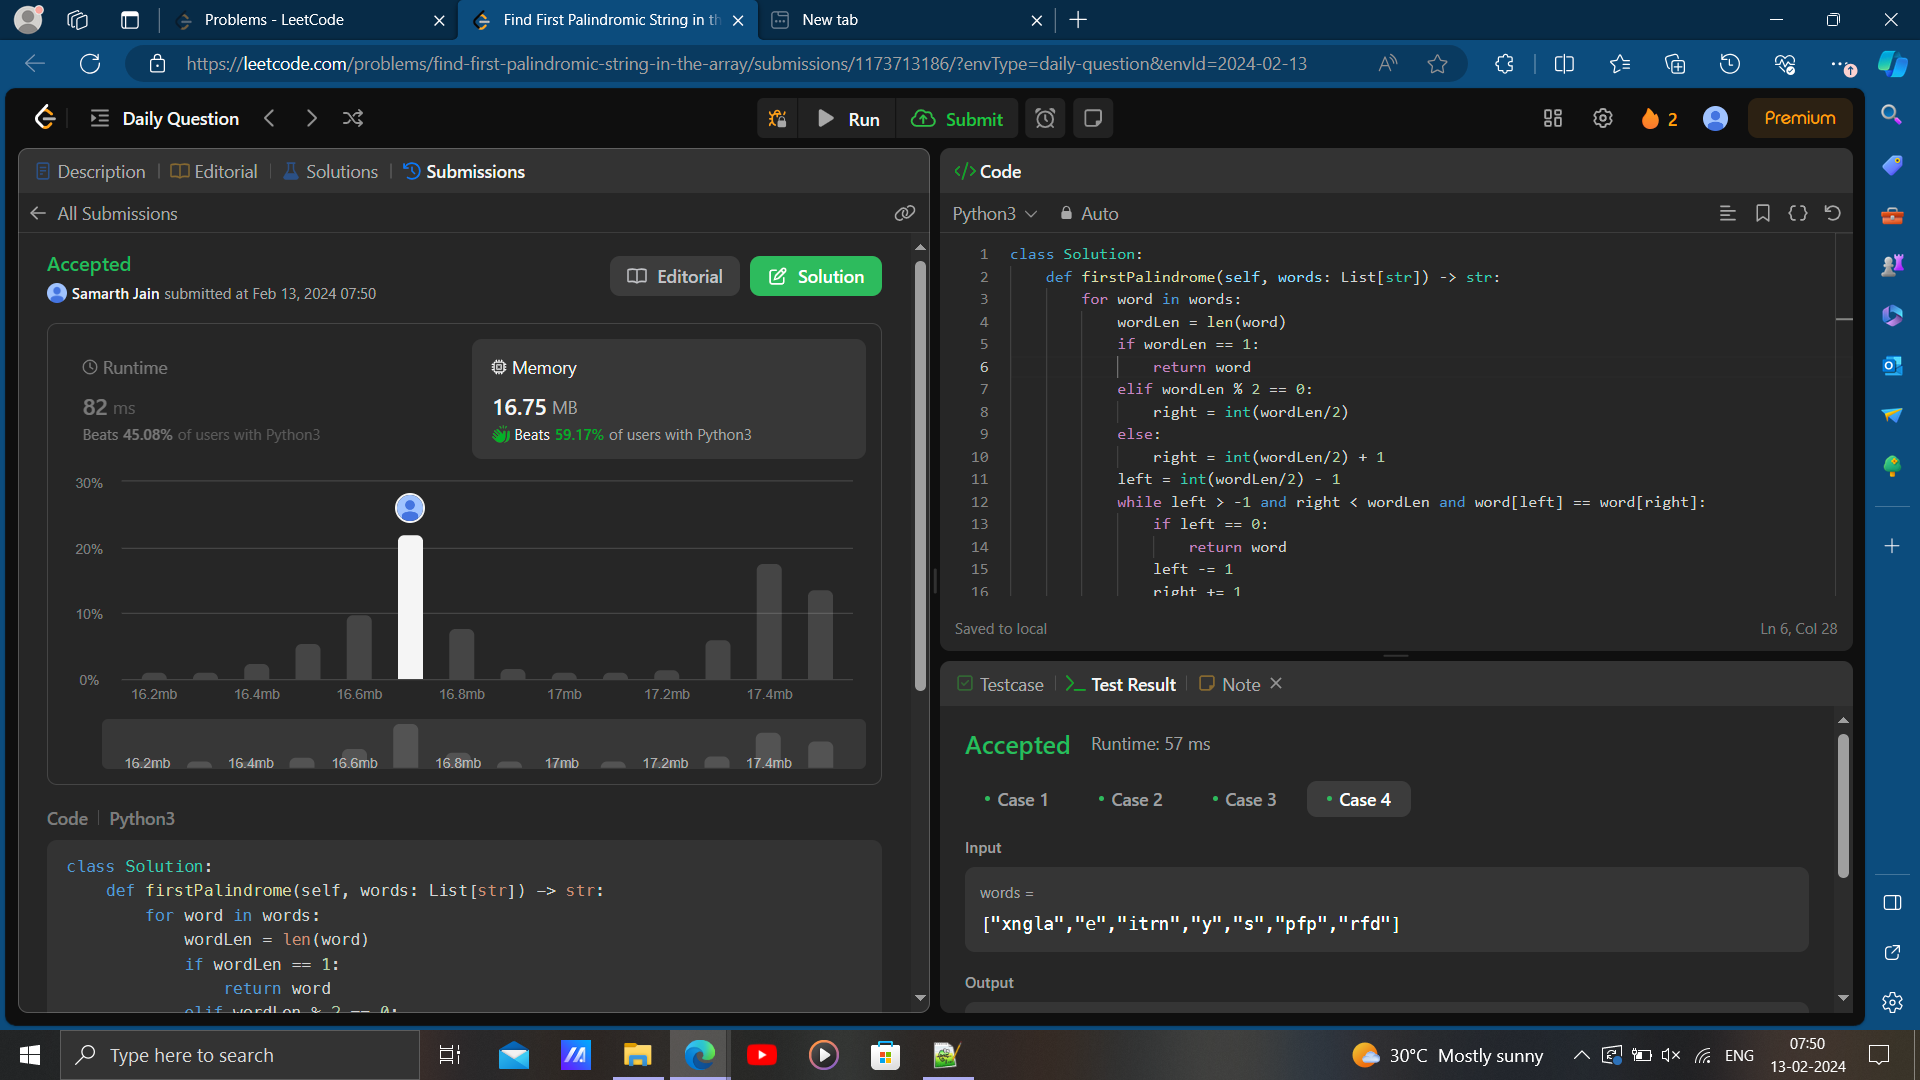 Problems - LeetCode
Find First Palindromic String in th
New tab
https://leetcode.com/problems/find-first-palindromic-string-in-the-array/submissions/1173713186/?envType=daily-question&envId=2024-02-13
Daily Question
Run
Submit
2
Premium
Description
Editorial
Solutions
Submissions
All Submissions
Accepted
Samarth Jain submitted at Feb 13, 2024 07:50
Editorial
Solution
Runtime
82 ms
Beats 45.08% of users with Python3
Memory
16.75 MB
Beats 59.17% of users with Python3
30%
20%
10%
0%
16.2mb 16.4mb 16.6mb 16.8mb 17mb 17.2mb 17.4mb
16.2mb 16.4mb 16.6mb 16.8mb 17mb 17.2mb 17.4mb
Code | Python3
class Solution:
def firstPalindrome(self, words: List[str]) -> str:
for word in words:
wordLen = len(word)
if wordLen == 1:
return word
elif wordLen % 2 == 0:
</> Code
Python3 Auto
1 class Solution:
2 def firstPalindrome(self, words: List[str]) -> str:
3 for word in words:
4 wordLen = len(word)
5 if wordLen == 1:
6 return word
7 elif wordLen % 2 == 0:
8 right = int(wordLen/2)
9 else:
10 right = int(wordLen/2) + 1
11 left = int(wordLen/2) - 1
12 while left > -1 and right < wordLen and word[left] == word[right]:
13 if left == 0:
14 return word
15 left -= 1
16 right += 1
Saved to local
Ln 6, Col 28
Testcase
Test Result
Note
Accepted Runtime: 57 ms
Case 1
Case 2
Case 3
Case 4
Input
words =
["xngla","e","itrn","y","s","pfp","rfd"]
Output
Type here to search
30°C Mostly sunny
ENG
07:50
13-02-2024